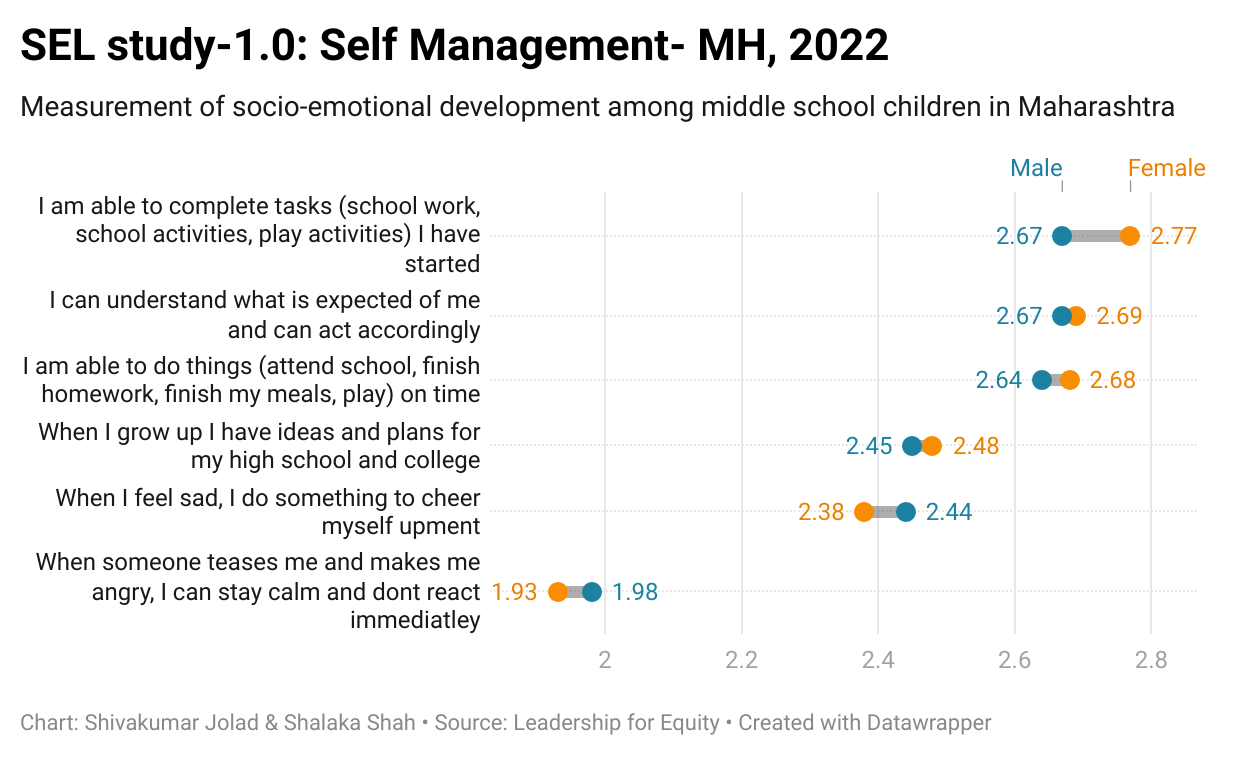 SEL study-1.0: Self Management- MH, 2022
Measurement of socio-emotional development among middle school children in Maharashtra
Male Female
I am able to complete tasks (school work,
school activities, play activities) I have
started
2.67 2.77
I can understand what is expected of me
and can act accordingly
2.67 2.69
I am able to do things (attend school, finish
homework, finish my meals, play) on time
2.64 2.68
When I grow up I have ideas and plans for
my high school and college
2.45 2.48
When I feel sad, I do something to cheer
myself upment
2.38 2.44
When someone teases me and makes me
angry, I can stay calm and dont react
immediatley
1.93 1.98
2 2.2 2.4 2.6 2.8
Chart: Shivakumar Jolad & Shalaka Shah • Source: Leadership for Equity • Created with Datawrapper